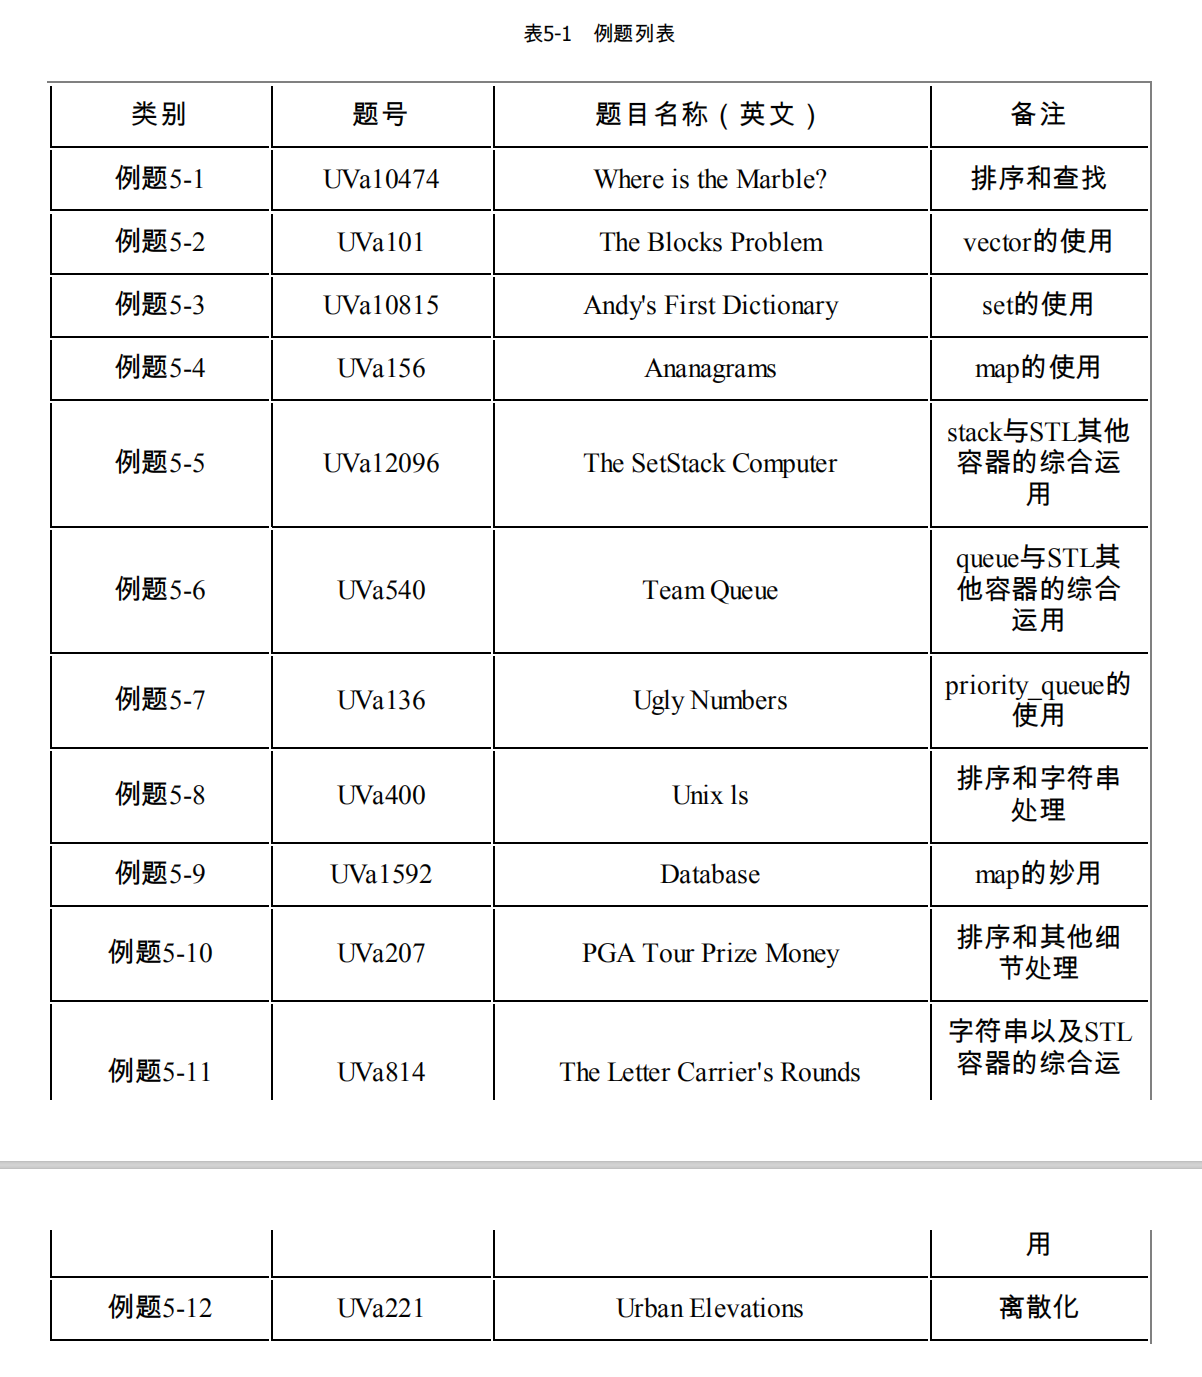 表5-1 例题列表
类别 题号 题目名称（英文） 备注
例题5-1 UVa10474 Where is the Marble? 排序和查找
例题5-2 UVa101 The Blocks Problem vector的使用
例题5-3 UVa10815 Andy's First Dictionary set的使用
例题5-4 UVa156 Ananagrams map的使用
例题5-5 UVa12096 The SetStack Computer stack与STL其他
容器的综合运
用
例题5-6 UVa540 Team Queue queue与STL其
他容器的综合
运用
例题5-7 UVa136 Ugly Numbers priority_queue的
使用
例题5-8 UVa400 Unix ls 排序和字符串
处理
例题5-9 UVa1592 Database map的妙用
例题5-10 UVa207 PGA Tour Prize Money 排序和其他细
节处理
例题5-11 UVa814 The Letter Carrier's Rounds 字符串以及STL
容器的综合运
用
例题5-12 UVa221 Urban Elevations 离散化